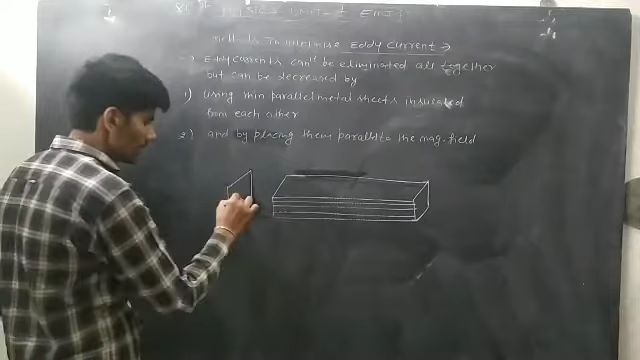 to minimise Eddy Current →
Eddy currents can't be eliminated all together
but can be decreased by
1) Using thin parallel metal sheets insulated
from each other
2) and by placing them parallel to the mag. field